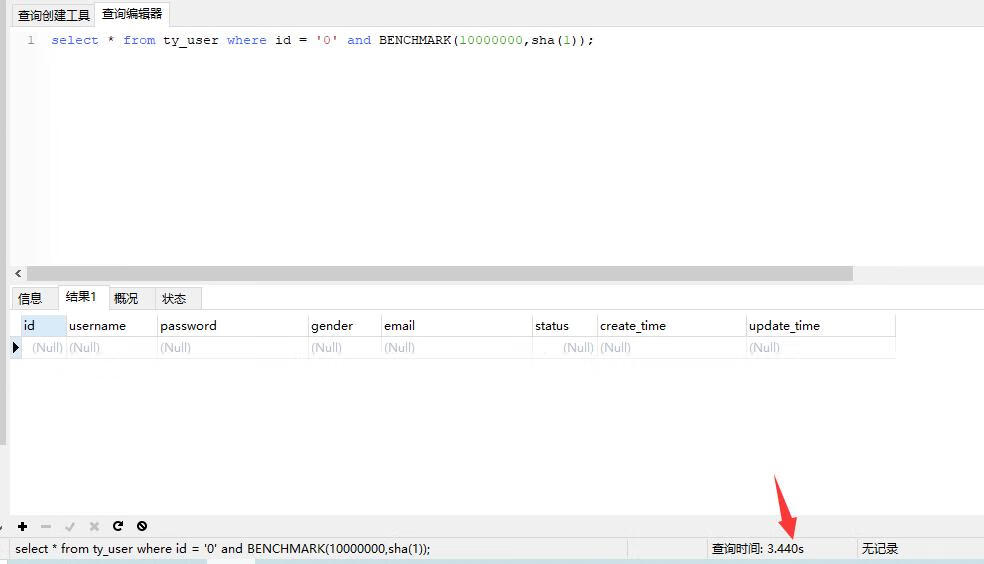 查询创建工具 查询编辑器
1 select * from ty_user where id = '0' and BENCHMARK(10000000,sha(1));
信息 结果1 概况 状态
id username password gender email status create_time update_time
(Null) (Null) (Null) (Null) (Null) (Null) (Null) (Null)
select * from ty_user where id = '0' and BENCHMARK(10000000,sha(1)); 查询时间: 3.440s 无记录